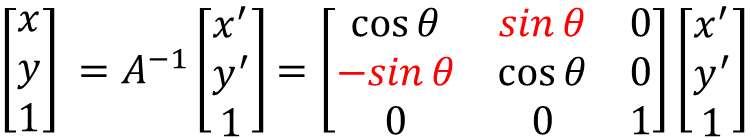 [x y 1] = A⁻¹ [x′ y′ 1] = [cos θ sin θ 0
−sin θ cos θ 0
0 0 1] [x′ y′ 1]